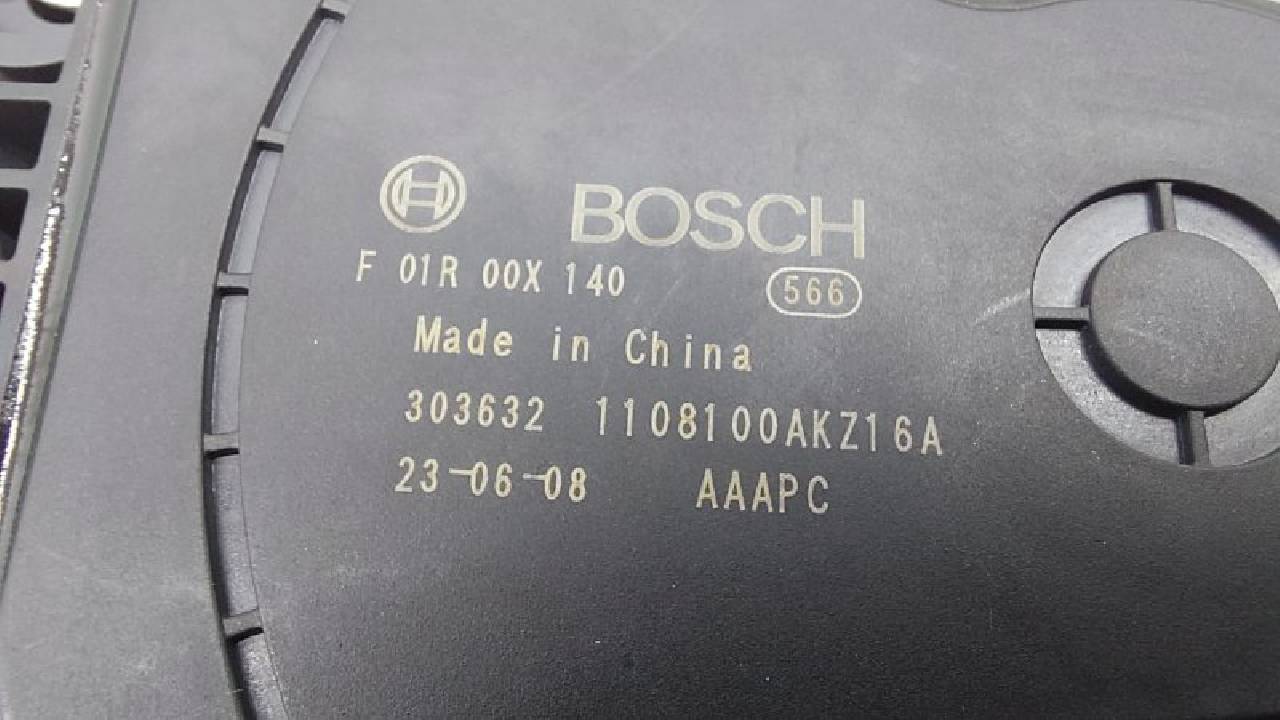 BOSCH
F 01R 00X 140 566
Made in China
303632 1108100AKZ16A
23-06-08 AAAPC